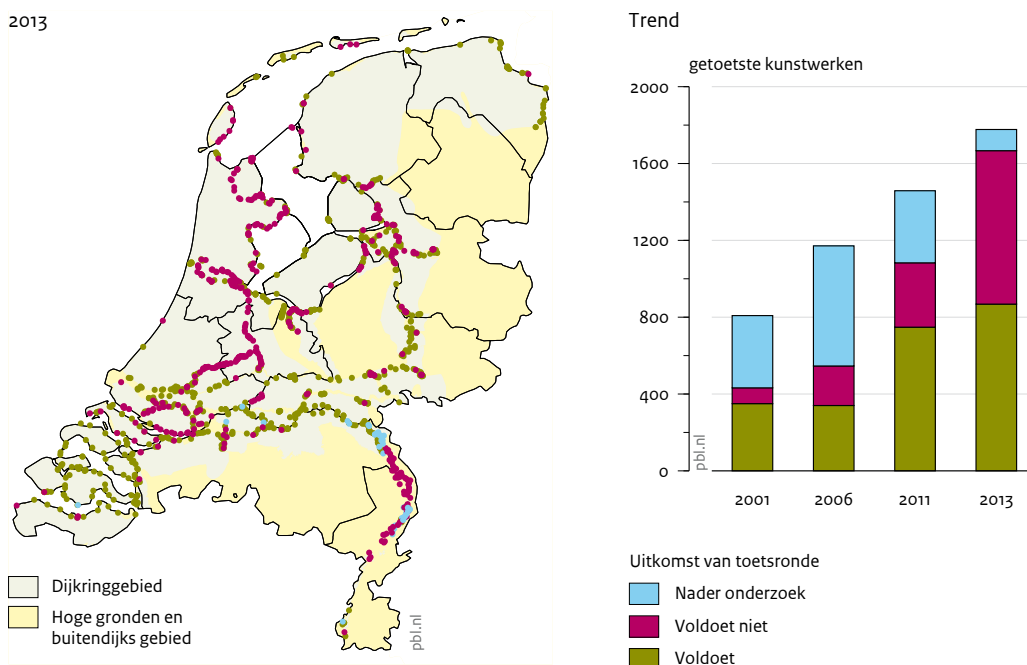 2013
Dijkringgebied
Hoge gronden en
buitendijks gebied
pbl.nl
Trend
getoetste kunstwerken
2000
1600
1200
800
400
0
pbl.nl
2001 2006 2011 2013
Uitkomst van toetsronde
Nader onderzoek
Voldoet niet
Voldoet